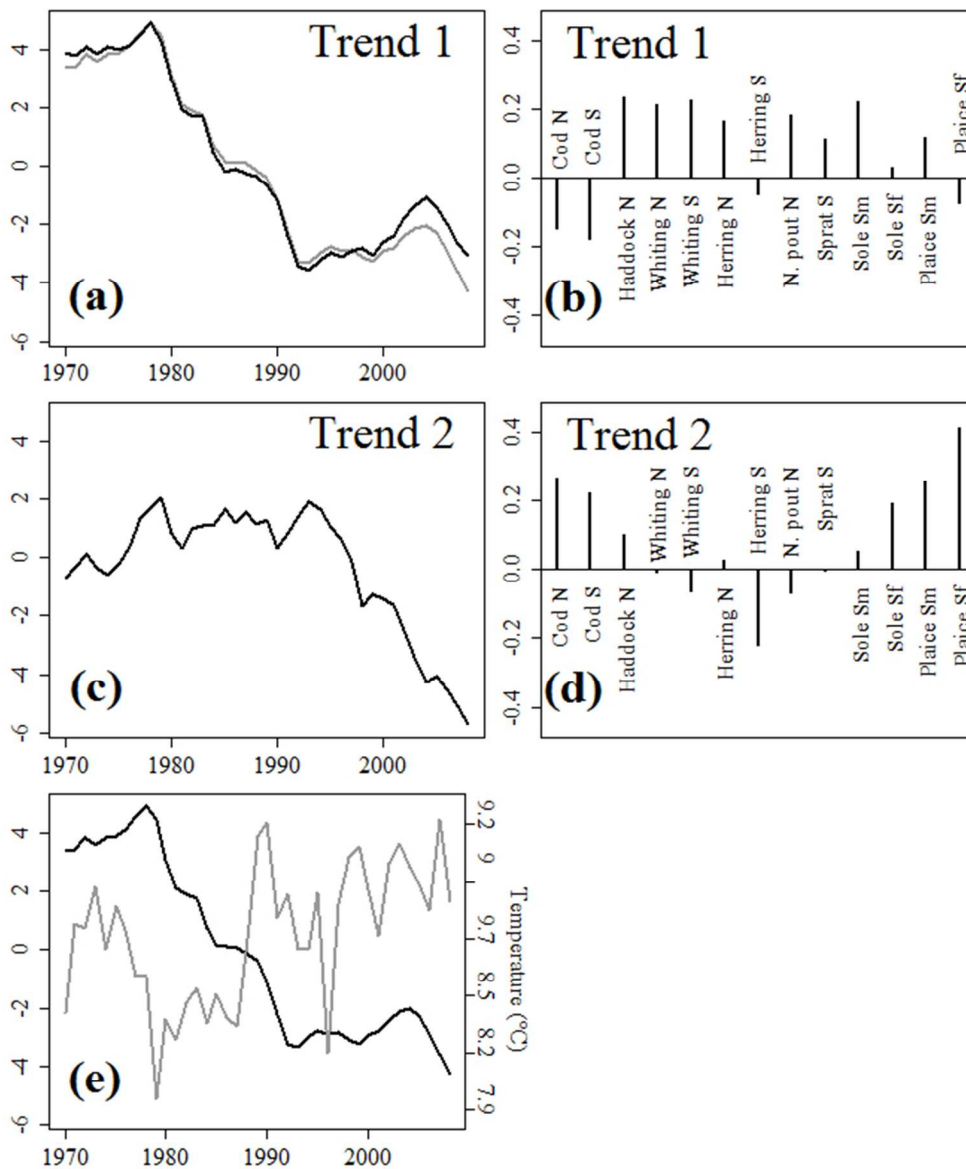 Trend 1
4
2
0
-2
-4
-6
(a)
1970 1980 1990 2000
Trend 1
0.4
0.2
0.0
-0.2
-0.4
Cod N
Cod S
Haddock N
Whiting N
Whiting S
Herring N
Herring S
N. pout N
Sprat S
Sole Sm
Sole Sf
Plaice Sm
Plaice Sf
(b)
Trend 2
4
2
0
-2
-4
-6
(c)
1970 1980 1990 2000
Trend 2
0.4
0.2
0.0
-0.2
-0.4
Cod N
Cod S
Haddock N
Whiting N
Whiting S
Herring N
Herring S
N. pout N
Sprat S
Sole Sm
Sole Sf
Plaice Sm
Plaice Sf
(d)
4
2
0
-2
-4
-6
(e)
1970 1980 1990 2000
9.2
9
9.7
8.5
8.2
7.9
Temperature (°C)